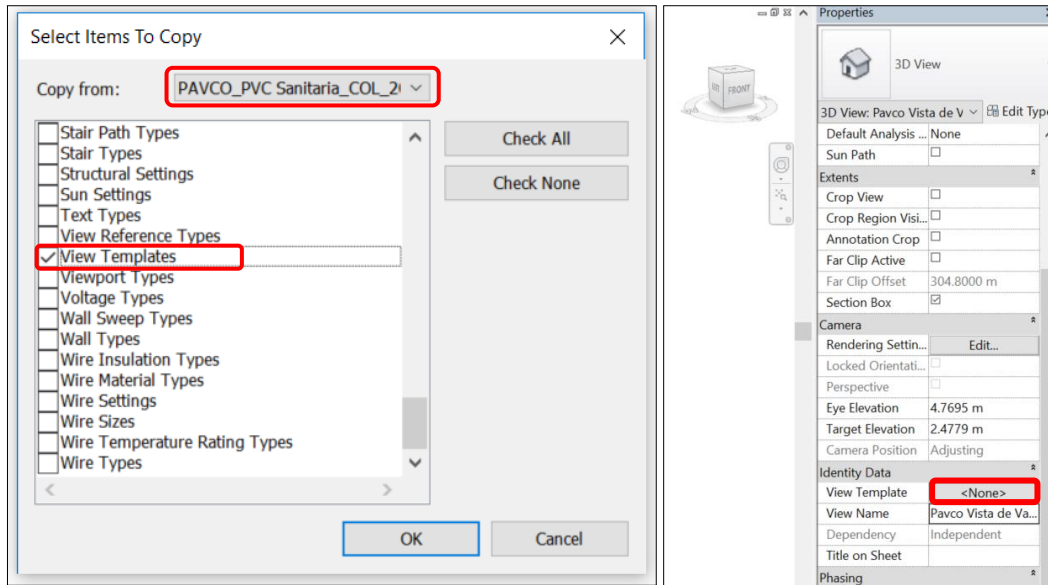 Select Items To Copy
Copy from: PAVCO_PVC Sanitaria_COL_2
Stair Path Types
Stair Types
Structural Settings
Sun Settings
Text Types
View Reference Types
View Templates
Viewport Types
Voltage Types
Wall Sweep Types
Wall Types
Wire Insulation Types
Wire Material Types
Wire Settings
Wire Sizes
Wire Temperature Rating Types
Wire Types
Check All
Check None
OK
Cancel
FRONT
Properties
3D View
3D View: Pavco Vista de V
Edit Type
Default Analysis ... None
Sun Path
Extents
Crop View
Crop Region Visi...
Annotation Crop
Far Clip Active
Far Clip Offset 304.8000 m
Section Box
Camera
Rendering Settin... Edit...
Locked Orientati...
Perspective
Eye Elevation 4.7695 m
Target Elevation 2.4779 m
Camera Position Adjusting
Identity Data
View Template <None>
View Name Pavco Vista de Va...
Dependency Independent
Title on Sheet
Phasing